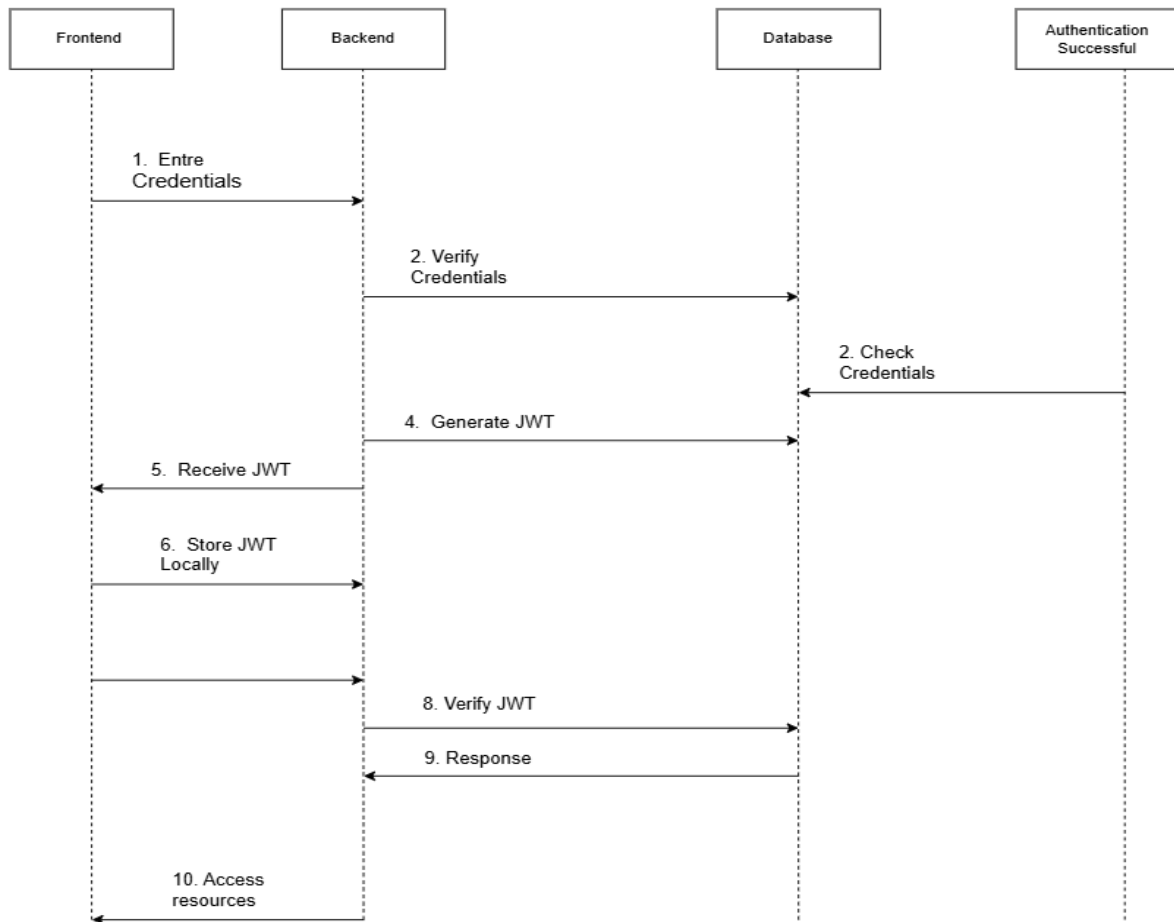 Frontend
Backend
Database
Authentication
Successful
1. Entre
Credentials
2. Verify
Credentials
2. Check
Credentials
4. Generate JWT
5. Receive JWT
6. Store JWT
Locally
8. Verify JWT
9. Response
10. Access
resources